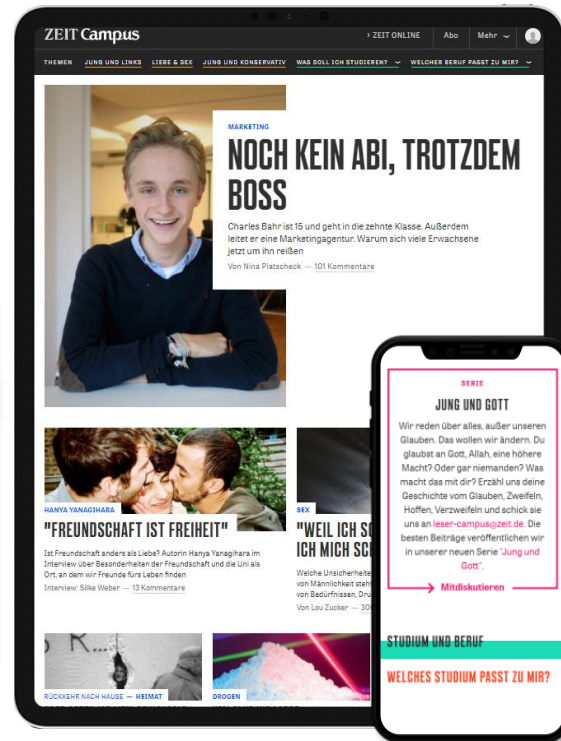 ZEIT Campus
> ZEIT ONLINE
Abo
Mehr
THEMEN JUNG UND LINKS LIEBE & SEX JUNG UND KONSERVATIV WAS SOLL ICH STUDIEREN? WELCHER BERUF PASST ZU MIR?
MARKETING
NOCH KEIN ABI, TROTZDEM
BOSS
Charles Bahr ist 15 und geht in die zehnte Klasse. Außerdem
leitet er eine Marketingagentur. Warum sich viele Erwachsene
jetzt um ihn reißen
Von Nina Piatscheck — 101 Kommentare
HANYA YANAGIHARA
"FREUNDSCHAFT IST FREIHEIT"
Ist Freundschaft anders als Liebe? Autorin Hanya Yanagihara im
Interview über Besonderheiten der Freundschaft und die Uni als
Ort, an dem wir Freunde fürs Leben finden
Interview: Silke Weber — 13 Kommentare
SEX
"WEIL ICH
ICH MICH
Welche
von Männlichkeit
von Bedürfnissen,
Von Lou Zucker —
R...
RÜCKKEHR NACH HAUSE — HEIMAT
DROGEN
SERIE
JUNG UND GOTT
Wir reden über alles, außer unseren
Glauben. Das wollen wir ändern. Du
glaubst an Gott, Allah, eine höhere
Macht? Oder gar niemanden? Was
macht das mit dir? Erzähl uns deine
Geschichte vom Glauben, Zweifeln,
Hoffen, Verzweifeln und schick sie
uns an leser-campus@zeit.de. Die
besten Beiträge veröffentlichen wir
in unserer neuen Serie "Jung und
Gott".
Mitdiskutieren
STUDIUM UND BERUF
WELCHES STUDIUM PASST ZU MIR?